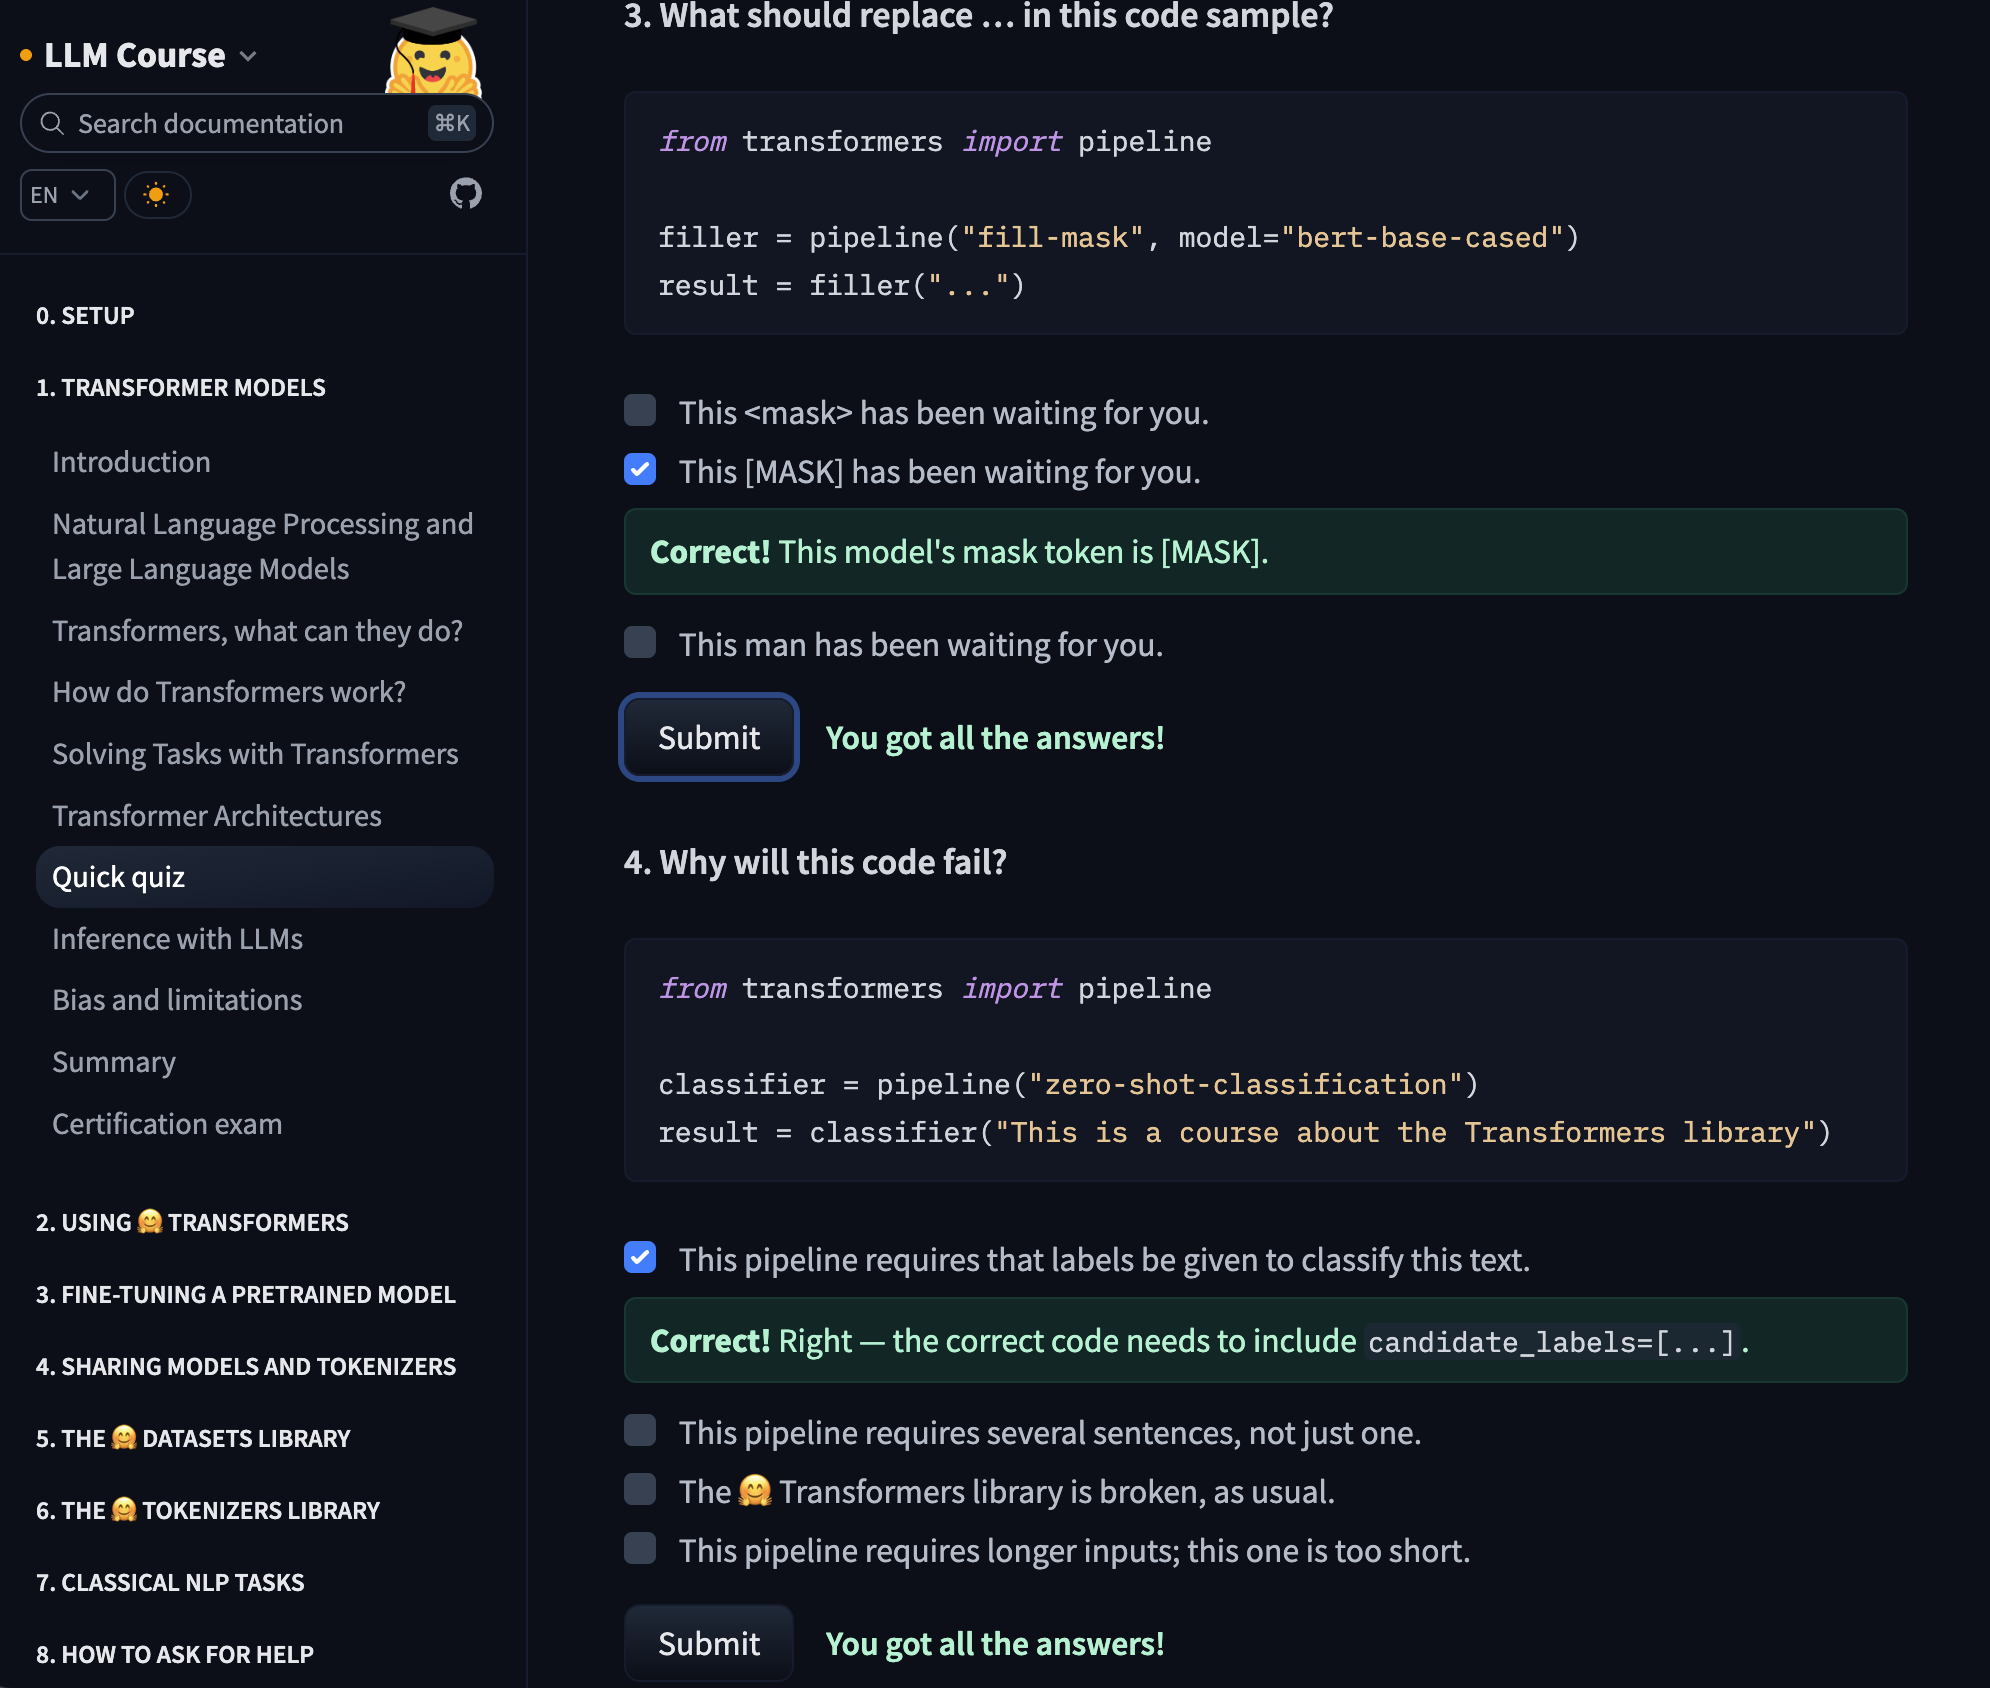 LLM Course
Search documentation
⌘K
EN
0. SETUP
1. TRANSFORMER MODELS
Introduction
Natural Language Processing and
Large Language Models
Transformers, what can they do?
How do Transformers work?
Solving Tasks with Transformers
Transformer Architectures
Quick quiz
Inference with LLMs
Bias and limitations
Summary
Certification exam
2. USING 🤗 TRANSFORMERS
3. FINE-TUNING A PRETRAINED MODEL
4. SHARING MODELS AND TOKENIZERS
5. THE 🤗 DATASETS LIBRARY
6. THE 🤗 TOKENIZERS LIBRARY
7. CLASSICAL NLP TASKS
8. HOW TO ASK FOR HELP
3. What should replace … in this code sample?
from transformers import pipeline
filler = pipeline("fill-mask", model="bert-base-cased")
result = filler("...")
This <mask> has been waiting for you.
This [MASK] has been waiting for you.
Correct! This model's mask token is [MASK].
This man has been waiting for you.
Submit You got all the answers!
4. Why will this code fail?
from transformers import pipeline
classifier = pipeline("zero-shot-classification")
result = classifier("This is a course about the Transformers library")
This pipeline requires that labels be given to classify this text.
Correct! Right — the correct code needs to include candidate_labels=[...].
This pipeline requires several sentences, not just one.
The 🤗 Transformers library is broken, as usual.
This pipeline requires longer inputs; this one is too short.
Submit You got all the answers!